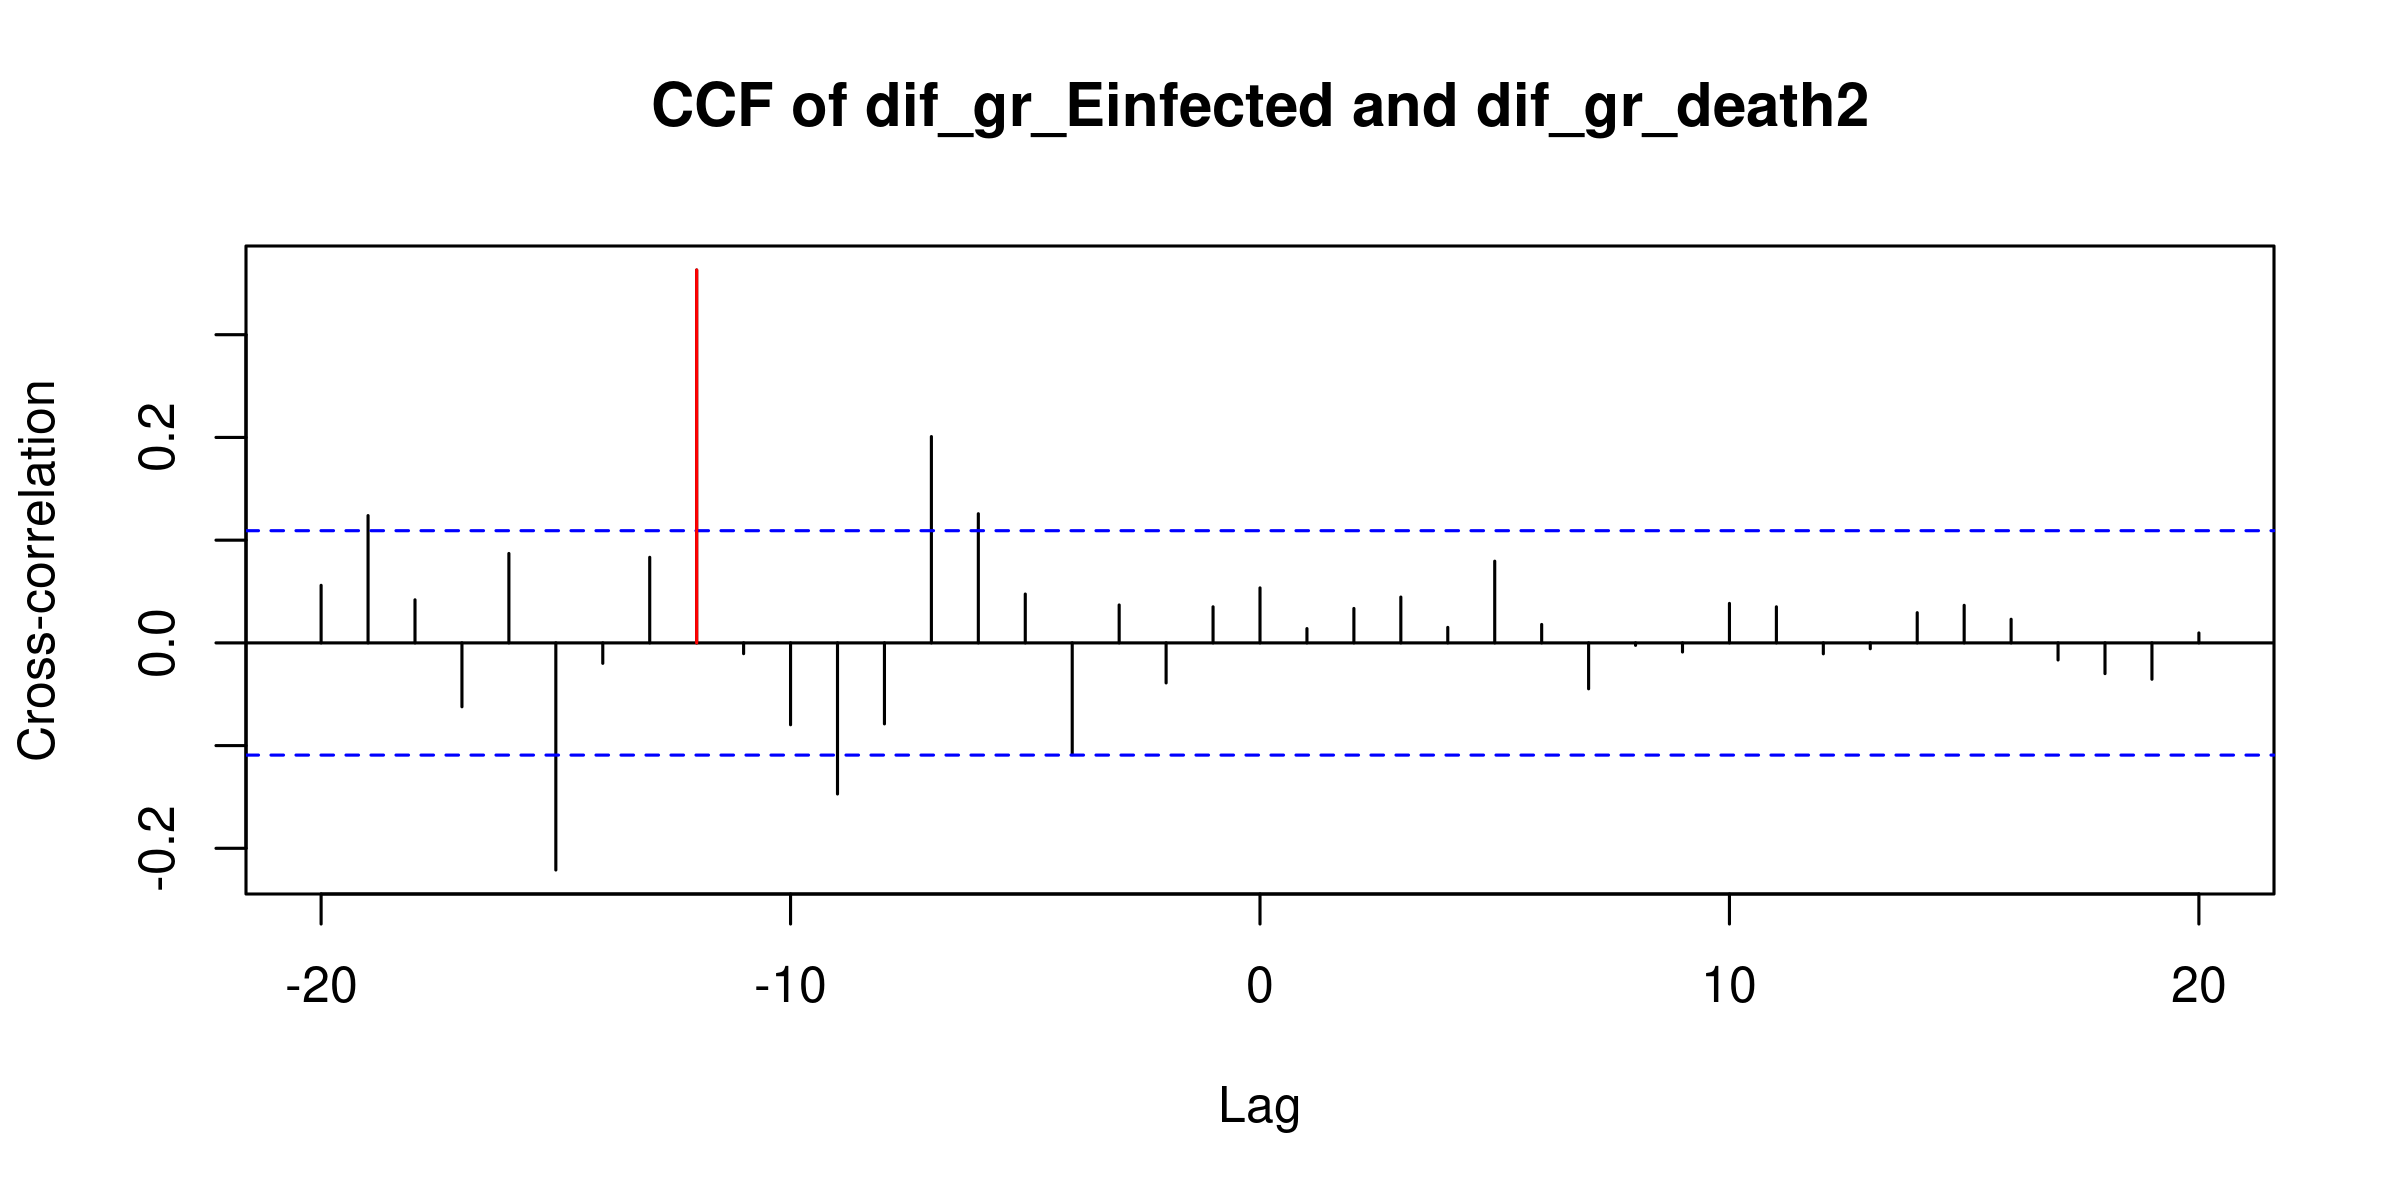 CCF of dif_gr_Einfected and dif_gr_death2
Cross-correlation
0.2
0.0
-0.2
-20 -10 0 10 20
Lag